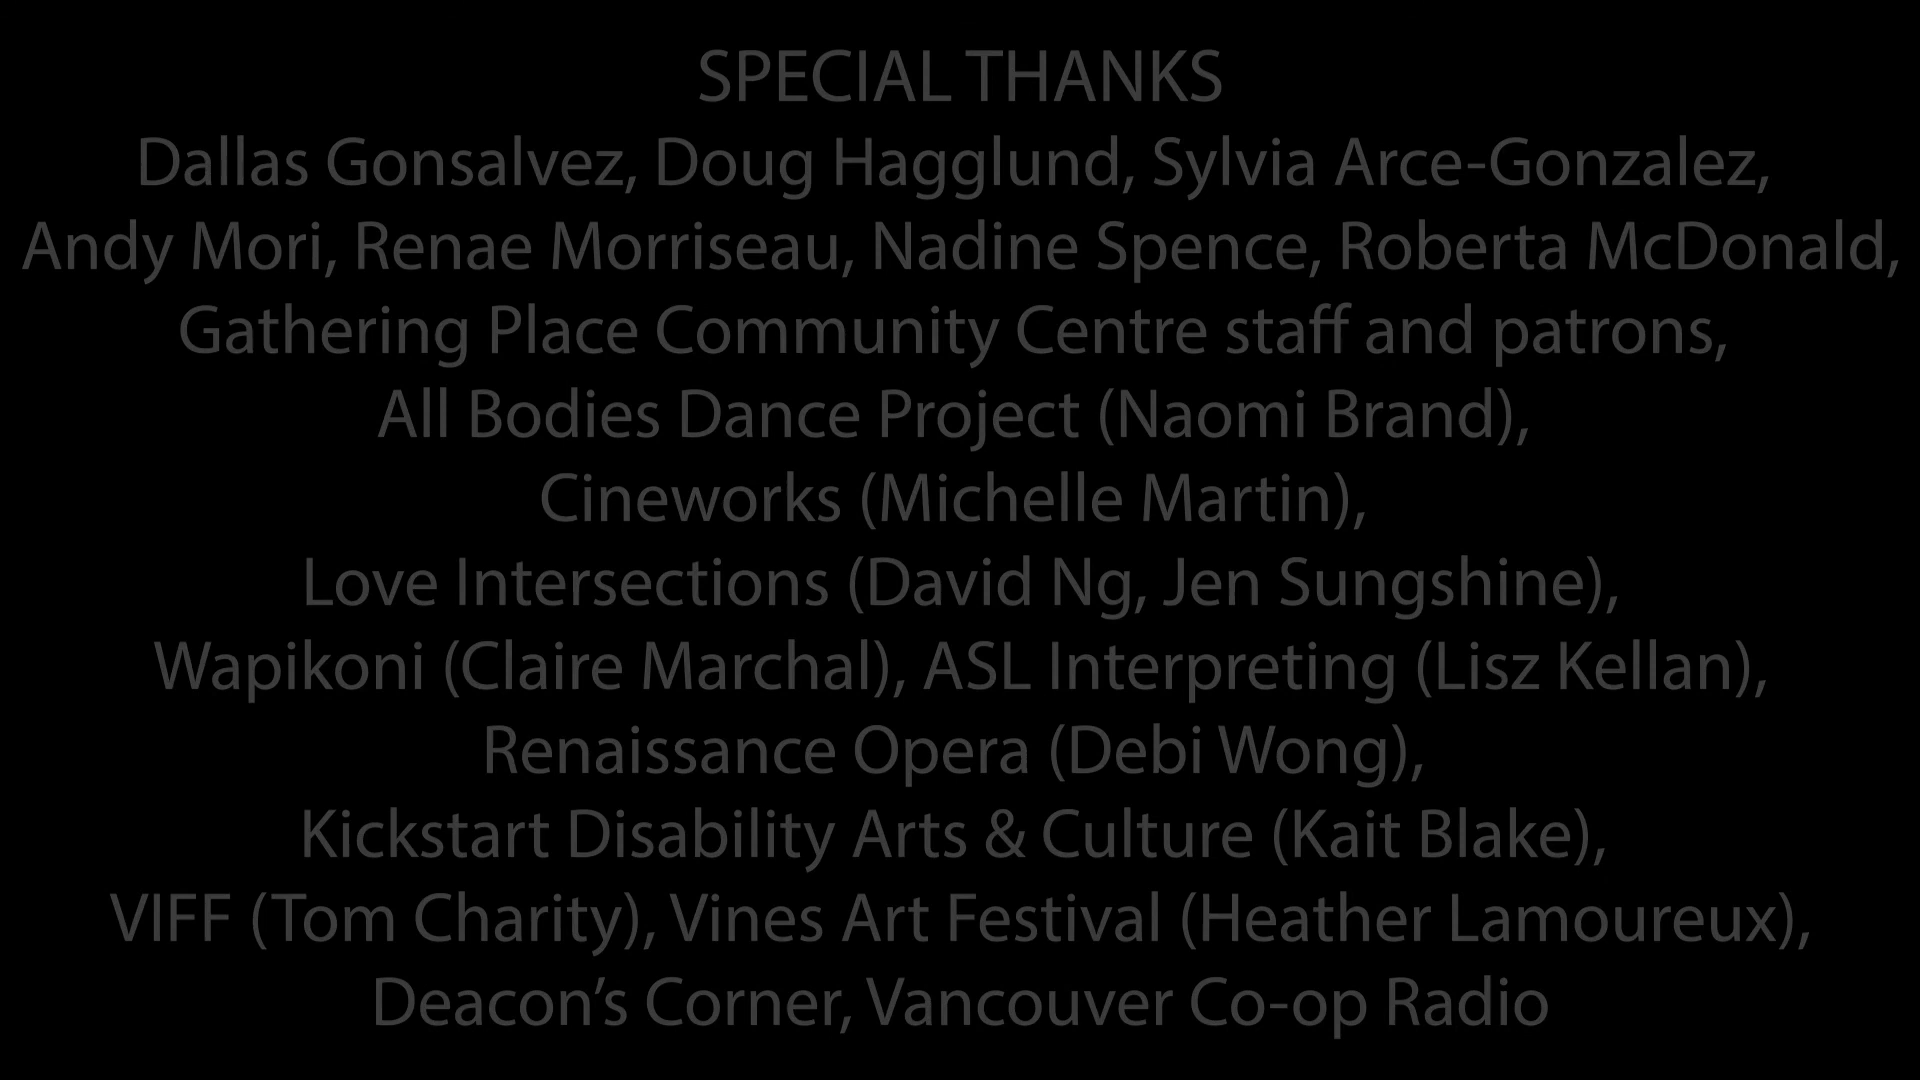 SPECIAL THANKS
Dallas Gonsalvez, Doug Hagglund, Sylvia Arce-Gonzalez,
Andy Mori, Renae Morriseau, Nadine Spence, Roberta McDonald,
Gathering Place Community Centre staff and patrons,
All Bodies Dance Project (Naomi Brand),
Cineworks (Michelle Martin),
Love Intersections (David Ng, Jen Sungshine),
Wapikoni (Claire Marchal), ASL Interpreting (Lisz Kellan),
Renaissance Opera (Debi Wong),
Kickstart Disability Arts & Culture (Kait Blake),
VIFF (Tom Charity), Vines Art Festival (Heather Lamoureux),
Deacon’s Corner, Vancouver Co-op Radio